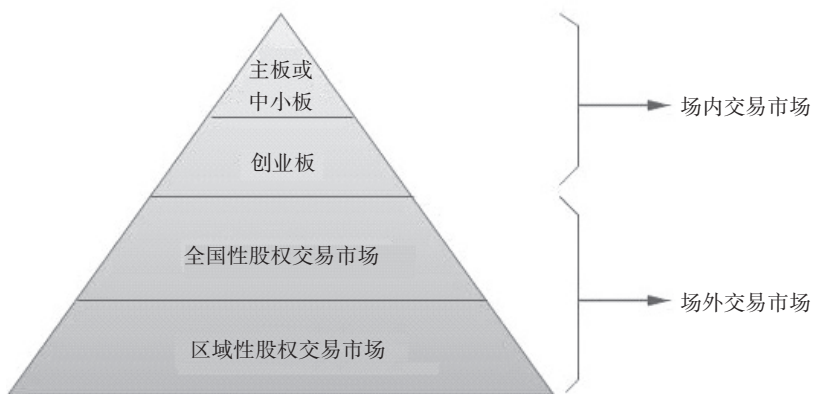 主板或
中小板
创业板
全国性股权交易市场
区域性股权交易市场
场内交易市场
场外交易市场